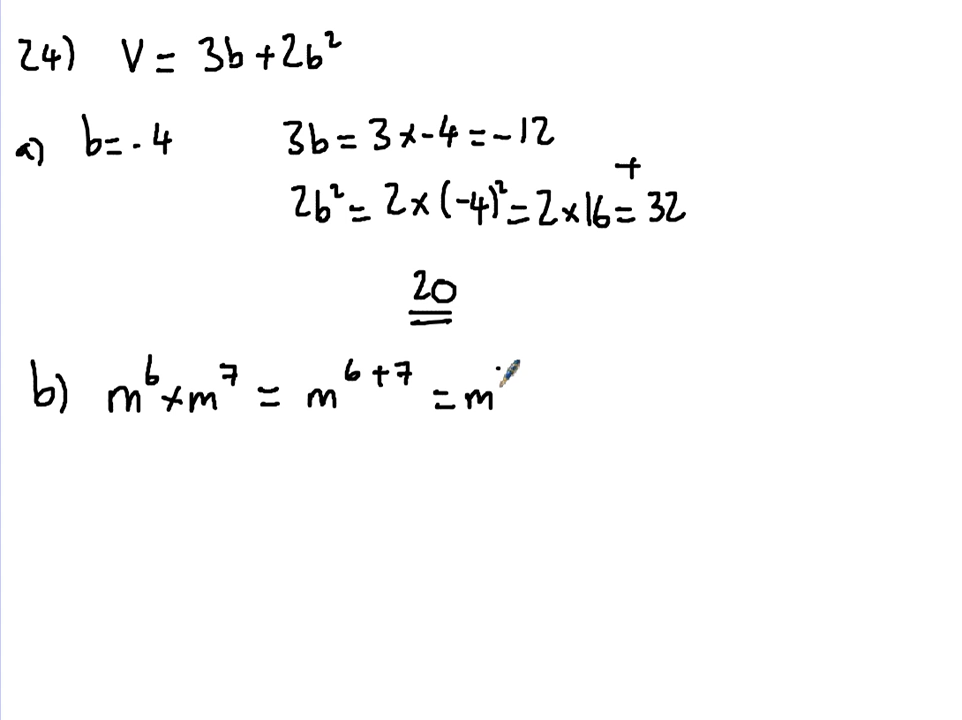 24) V = 3b + 2b²
a) b = -4 3b = 3 × -4 = -12
+
2b² = 2 × (-4)² = 2 × 16 = 32
20
b) m⁶ × m⁷ = m⁶⁺⁷ = m